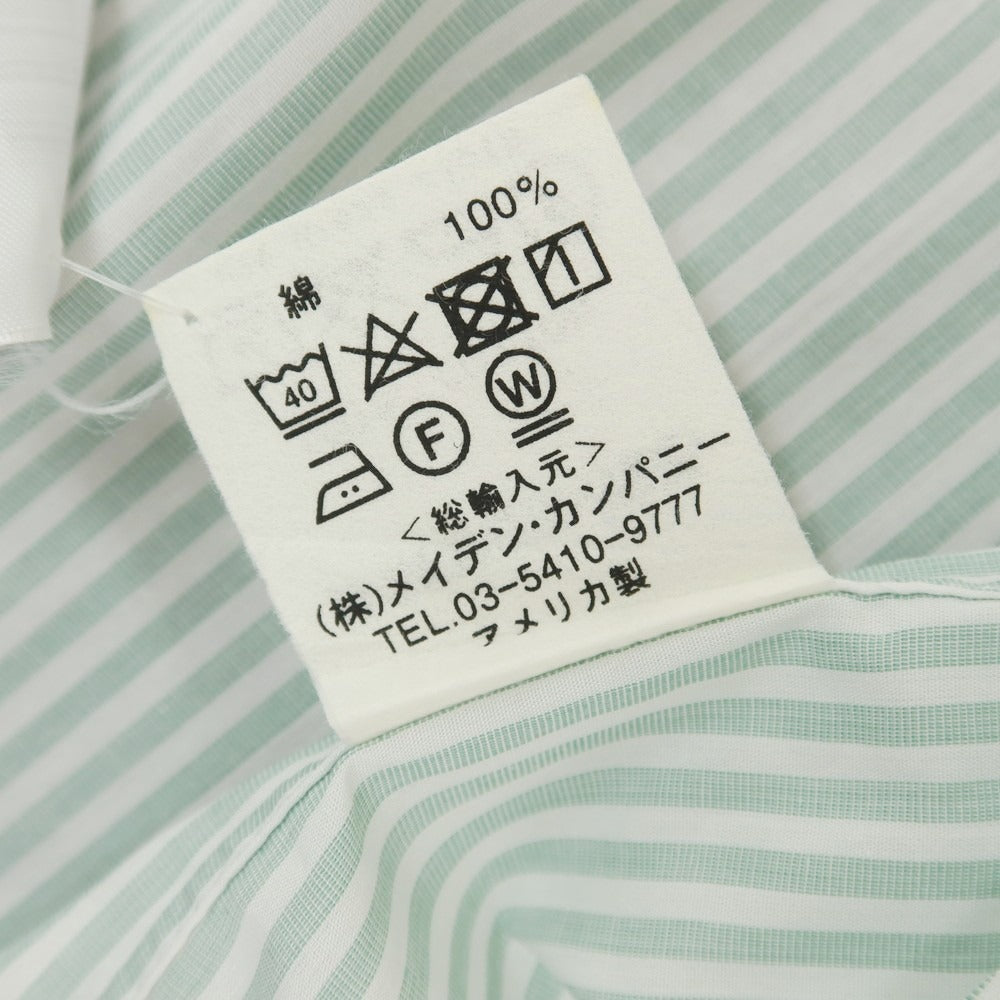 綿 100%
40
F W
<総輸入元>
(株)メイデン・カンパニー
TEL.03-5410-9777
アメリカ製